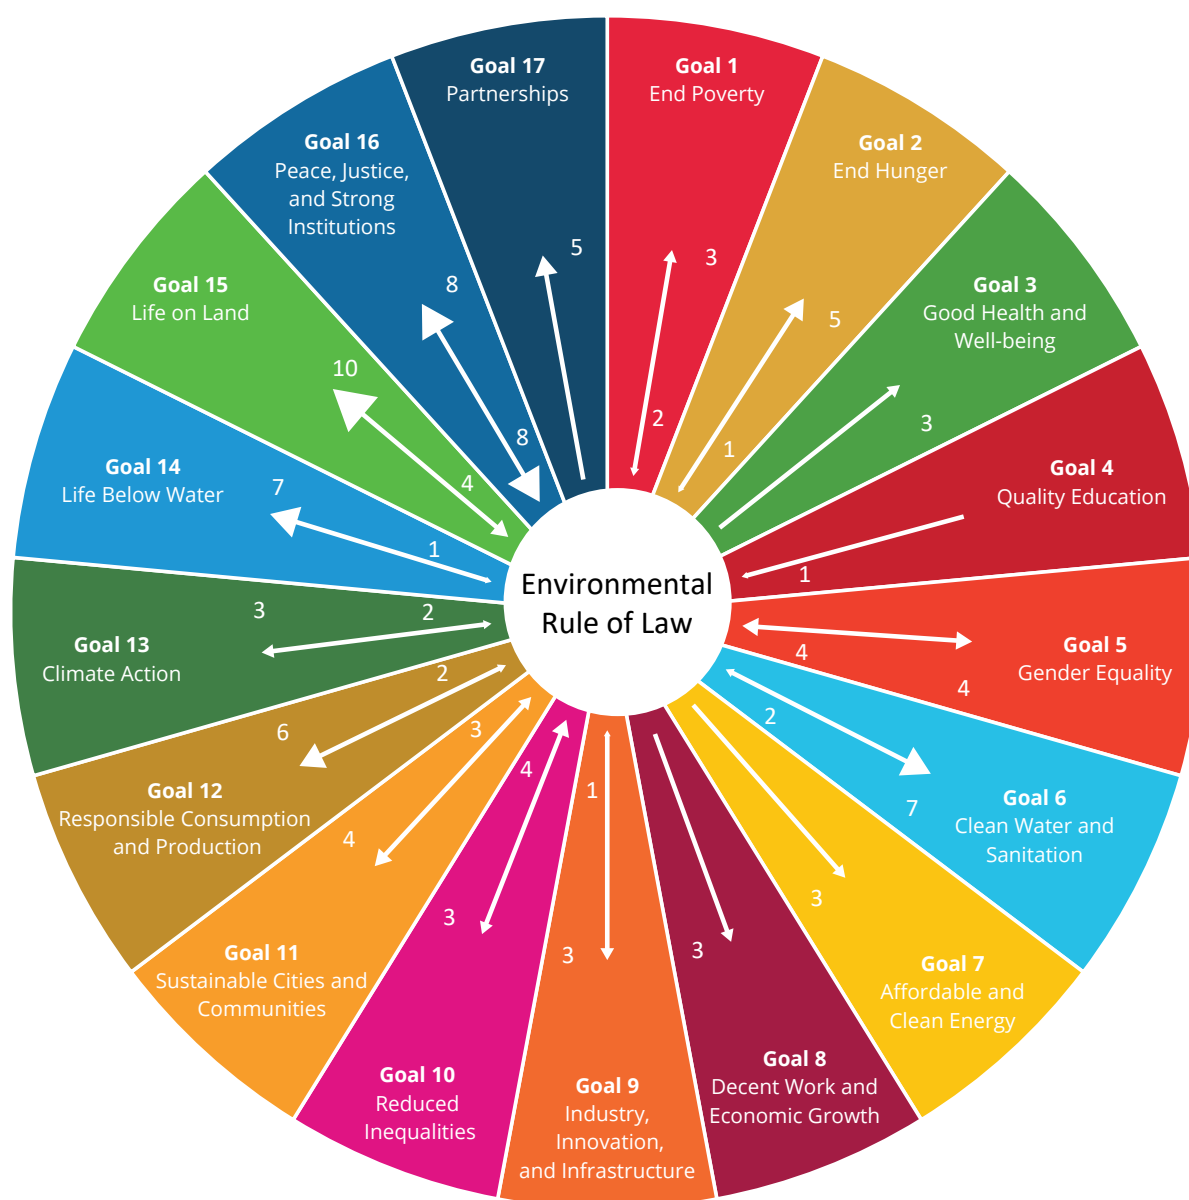 Goal 1
End Poverty
3
2
Goal 2
End Hunger
5
1
Goal 3
Good Health and
Well-being
3
Goal 4
Quality Education
1
Goal 5
Gender Equality
4
4
Goal 6
Clean Water and
Sanitation
2
7
Goal 7
Affordable and
Clean Energy
3
Goal 8
Decent Work and
Economic Growth
3
Goal 9
Industry,
Innovation,
and Infrastructure
1
3
Goal 10
Reduced
Inequalities
4
3
Goal 11
Sustainable Cities and
Communities
3
4
Goal 12
Responsible Consumption
and Production
2
6
Goal 13
Climate Action
3
2
Goal 14
Life Below Water
7
1
Goal 15
Life on Land
10
4
Goal 16
Peace, Justice,
and Strong
Institutions
8
8
Goal 17
Partnerships
5
Environmental
Rule of Law